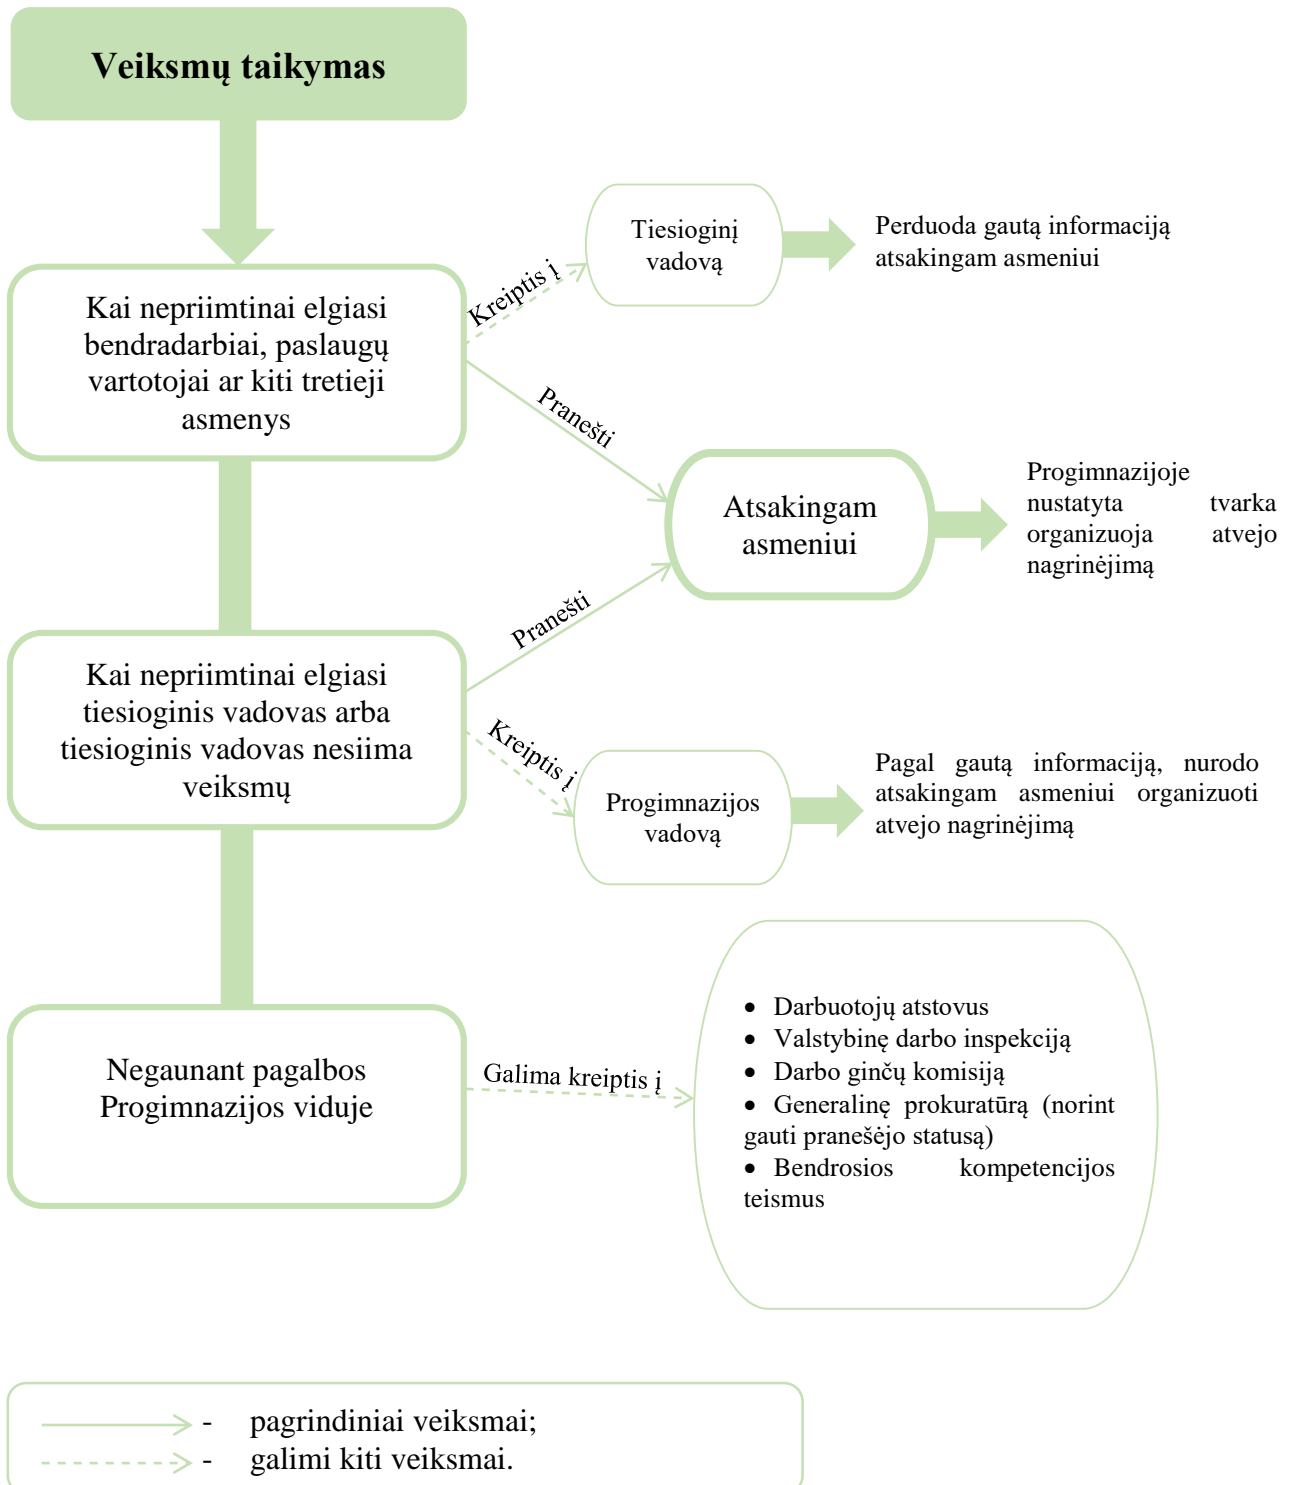 Veiksmų taikymas
Kreiptis į
Tiesioginį
vadovą
Perduoda gautą informaciją
atsakingam asmeniui
Kai nepriimtinai elgiasi
bendradarbiai, paslaugų
vartotojai ar kiti tretieji
asmenys
Pranešti
Atsakingam
asmeniui
Progimnazijoje
nustatyta tvarka
organizuoja atvejo
nagrinėjimą
Pranešti
Kai nepriimtinai elgiasi
tiesioginis vadovas arba
tiesioginis vadovas nesiima
veiksmų
Kreiptis į
Progimnazijos
vadovą
Pagal gautą informaciją, nurodo
atsakingam asmeniui organizuoti
atvejo nagrinėjimą
Negaunant pagalbos
Progimnazijos viduje
Galima kreiptis į
• Darbuotojų atstovus
• Valstybinę darbo inspekciją
• Darbo ginčų komisiją
• Generalinę prokuratūrą (norint
gauti pranešėjo statusą)
• Bendrosios kompetencijos
teismus
- pagrindiniai veiksmai;
- galimi kiti veiksmai.